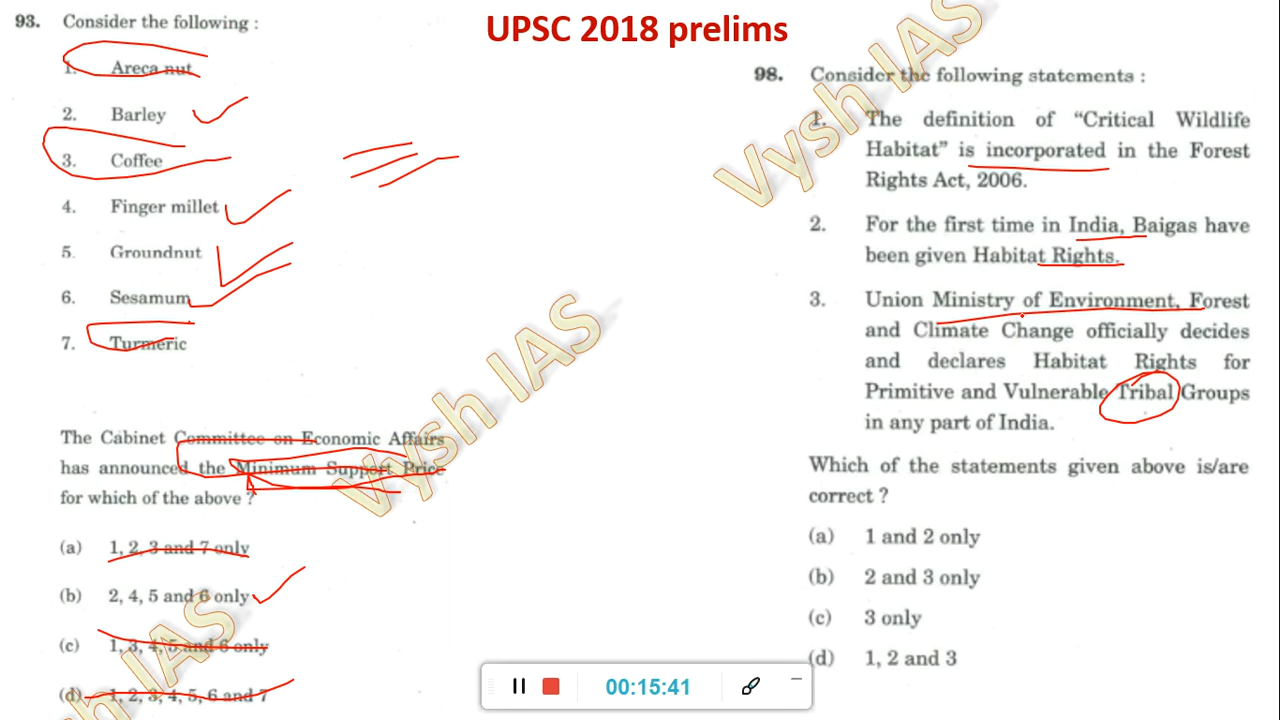 UPSC 2018 prelims
93. Consider the following :
1. Areca nut
2. Barley
3. Coffee
4. Finger millet
5. Groundnut
6. Sesamum
7. Turmeric
The Cabinet Committee on Economic Affairs
has announced the Minimum Support Price
for which of the above ?
(a) 1, 2, 3 and 7 only
(b) 2, 4, 5 and 6 only
(c) 1, 3, 4, 5 and 6 only
(d) 1, 2, 3, 4, 5, 6 and 7
98. Consider the following statements :
1. The definition of “Critical Wildlife
Habitat” is incorporated in the Forest
Rights Act, 2006.
2. For the first time in India, Baigas have
been given Habitat Rights.
3. Union Ministry of Environment, Forest
and Climate Change officially decides
and declares Habitat Rights for
Primitive and Vulnerable Tribal Groups
in any part of India.
Which of the statements given above is/are
correct ?
(a) 1 and 2 only
(b) 2 and 3 only
(c) 3 only
(d) 1, 2 and 3
Vysh IAS
Vysh IAS
Vysh IAS
00:15:41